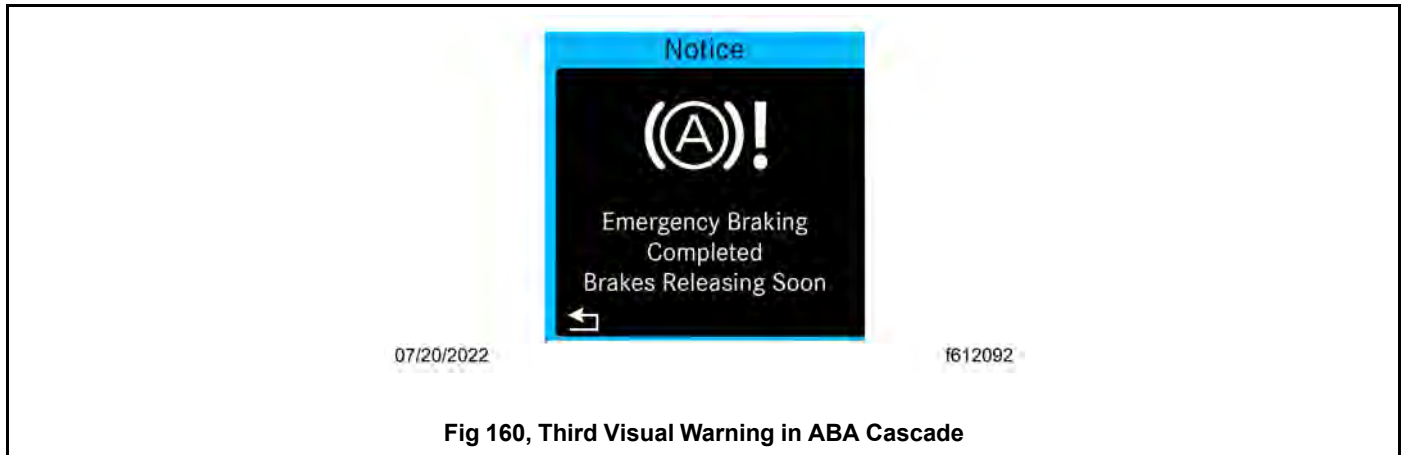 Notice
(A)!
Emergency Braking
Completed
Brakes Releasing Soon
07/20/2022
f612092
Fig 160, Third Visual Warning in ABA Cascade